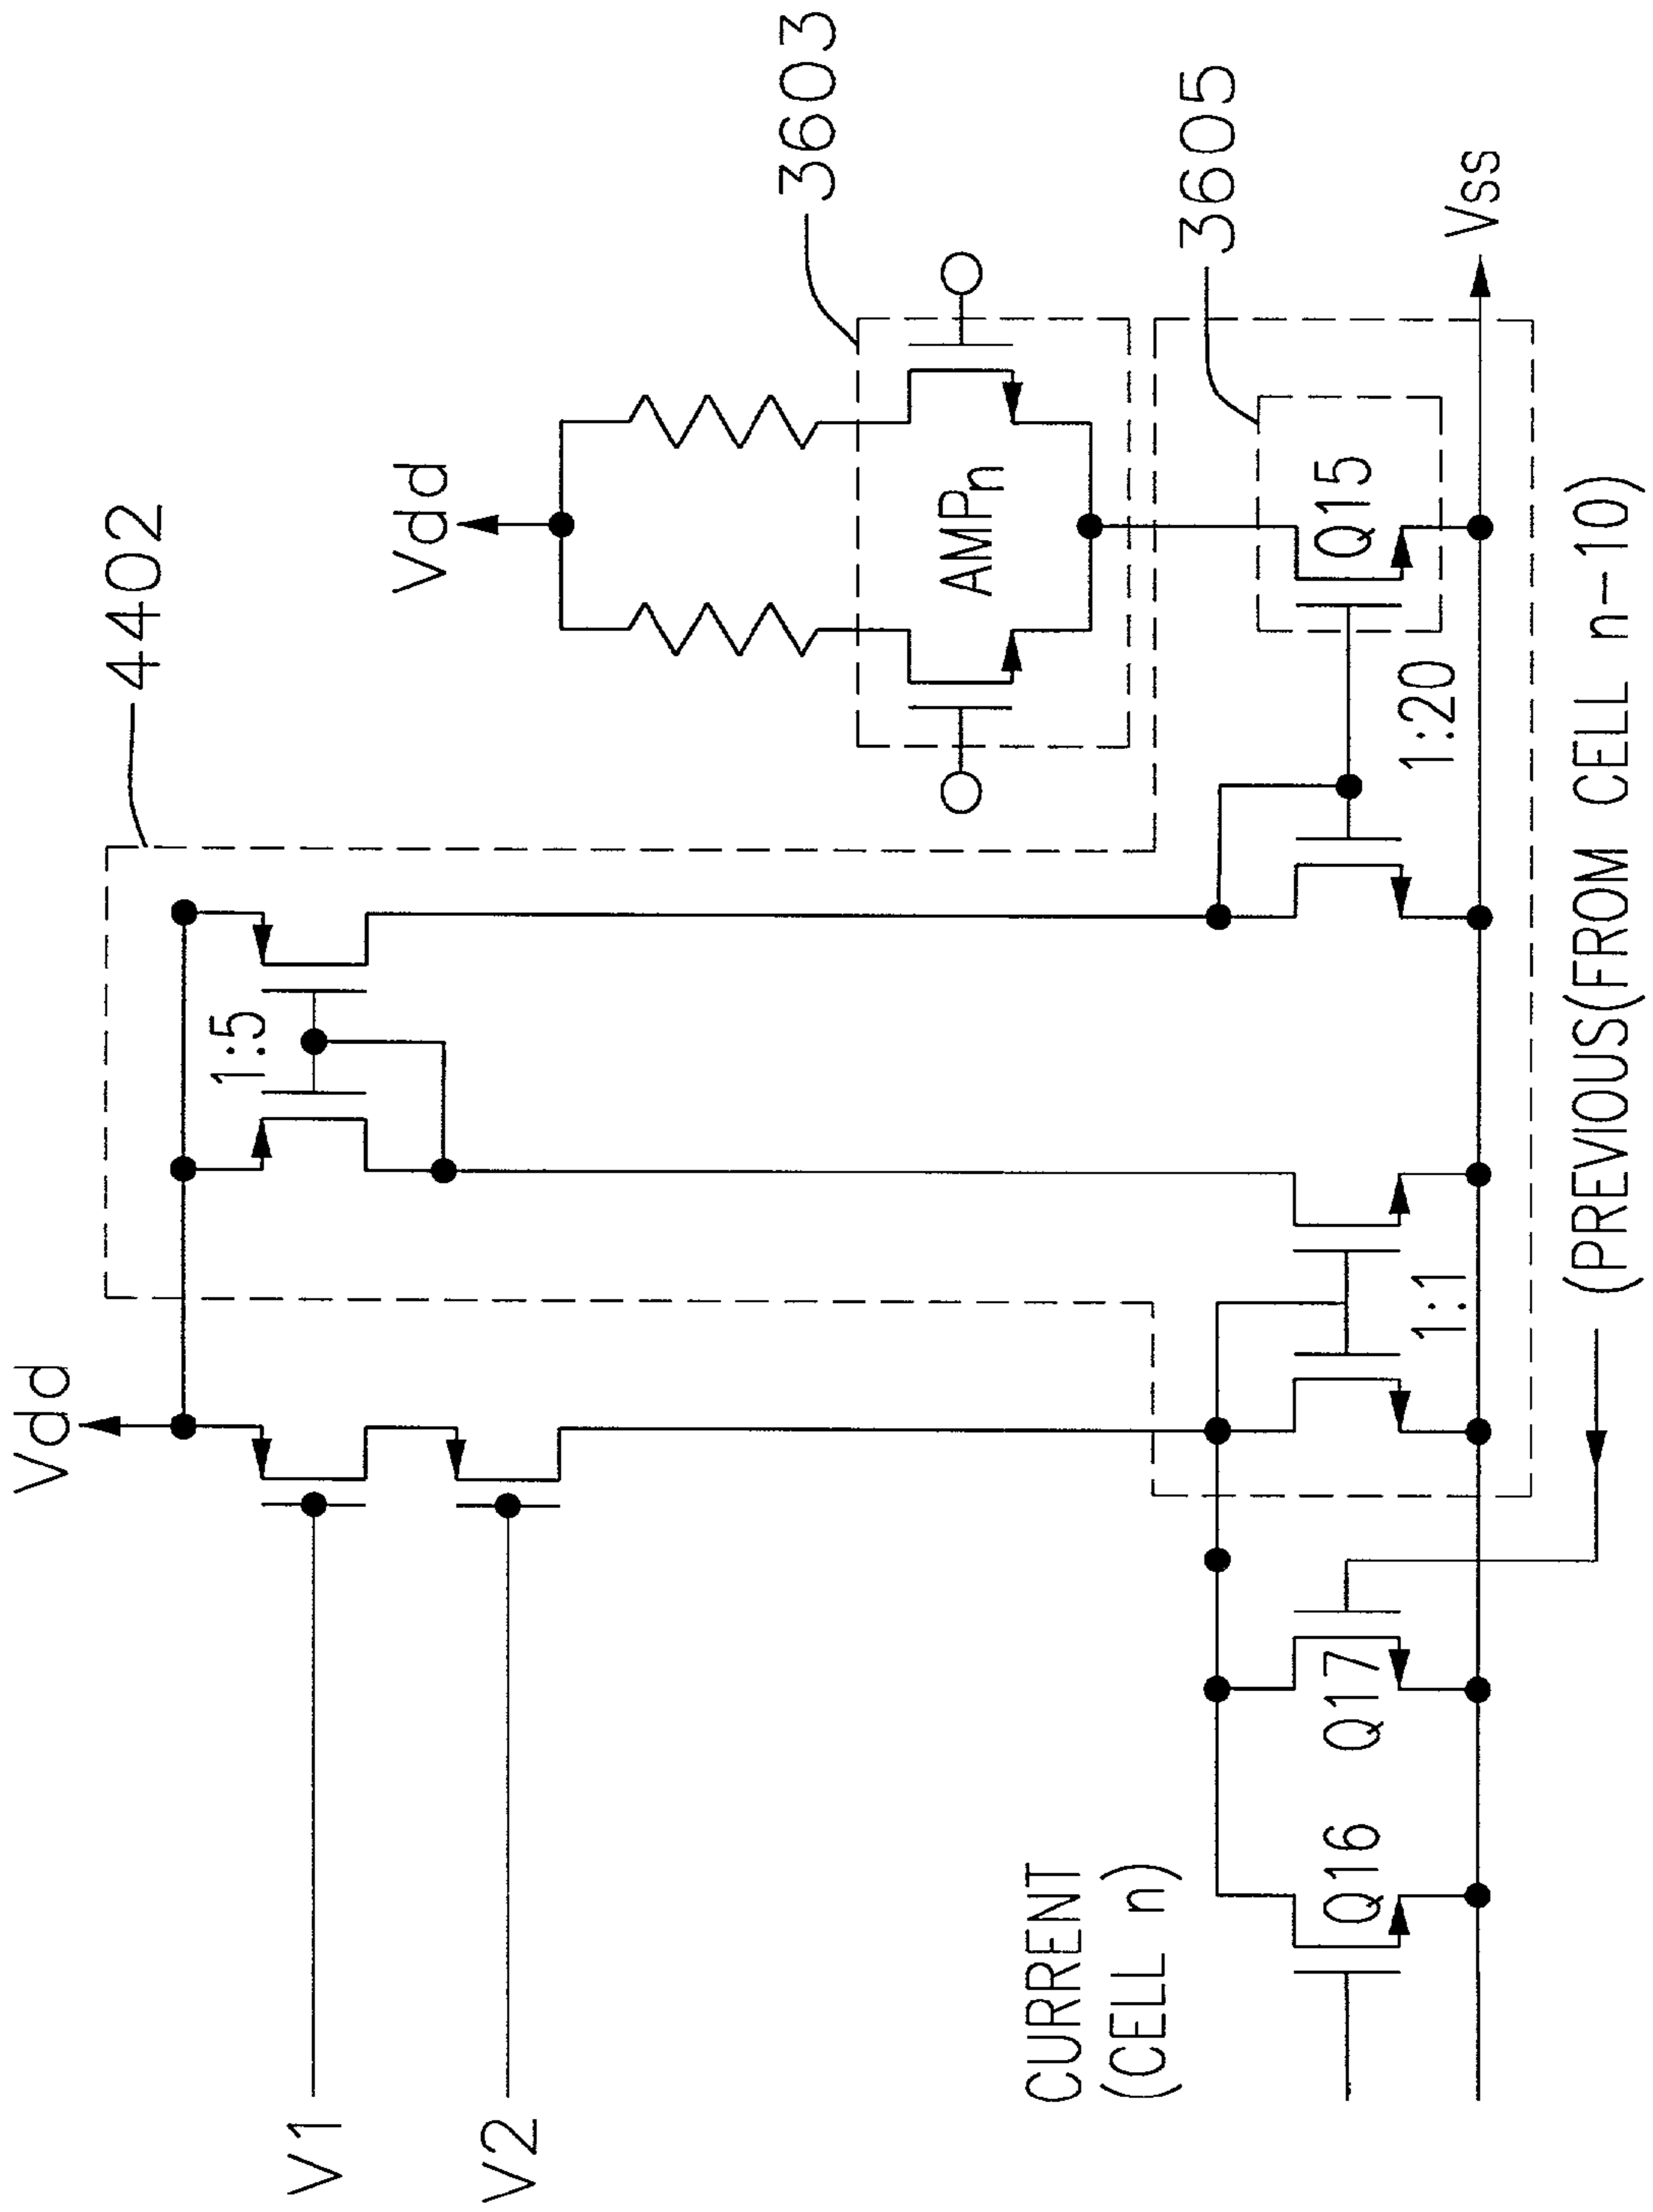 Vdd
4402
1:5
Vdd
V1
V2
3603
AMPn
CURRENT
(CELL n)
3605
Q16
Q17
1:1
1:20
Q15
Vss
(PREVIOUS(FROM CELL n-10)